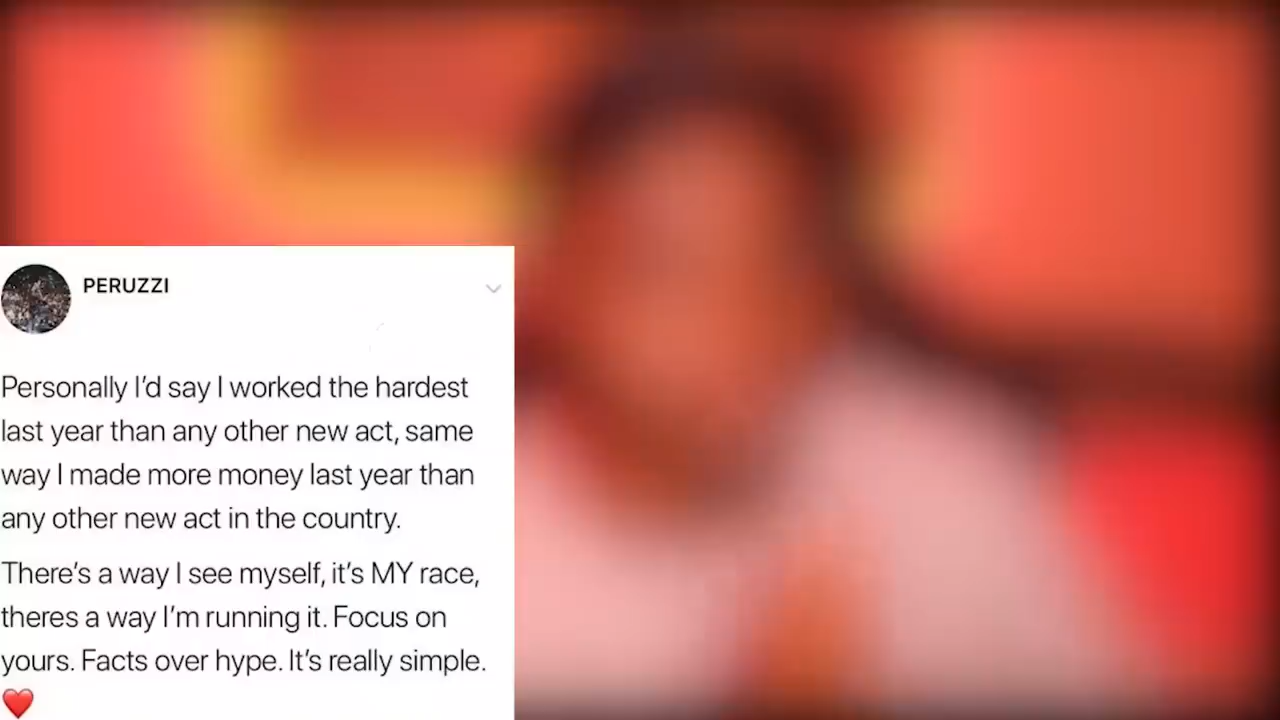 PERUZZI
Personally I’d say I worked the hardest
last year than any other new act, same
way I made more money last year than
any other new act in the country.
There’s a way I see myself, it’s MY race,
theres a way I’m running it. Focus on
yours. Facts over hype. It’s really simple.
❤️